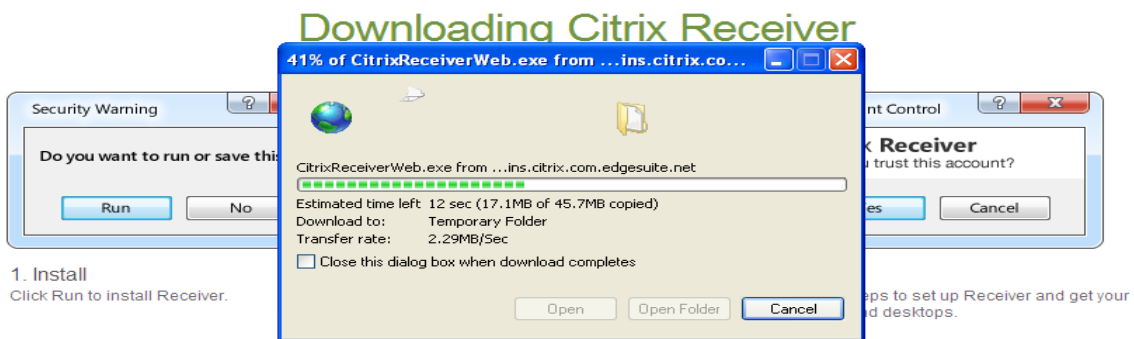 Downloading Citrix Receiver
41% of CitrixReceiverWeb.exe from ...ins.citrix.co...
Security Warning
Do you want to run or save this
Run
No
CitrixReceiverWeb.exe from ...ins.citrix.com.edgesuite.net
Estimated time left 12 sec (17.1MB of 45.7MB copied)
Download to: Temporary Folder
Transfer rate: 2.29MB/Sec
Close this dialog box when download completes
Open
Open Folder
Cancel
nt Control
Receiver
trust this account?
es
Cancel
1. Install
Click Run to install Receiver.
eps to set up Receiver and get your
d desktops.